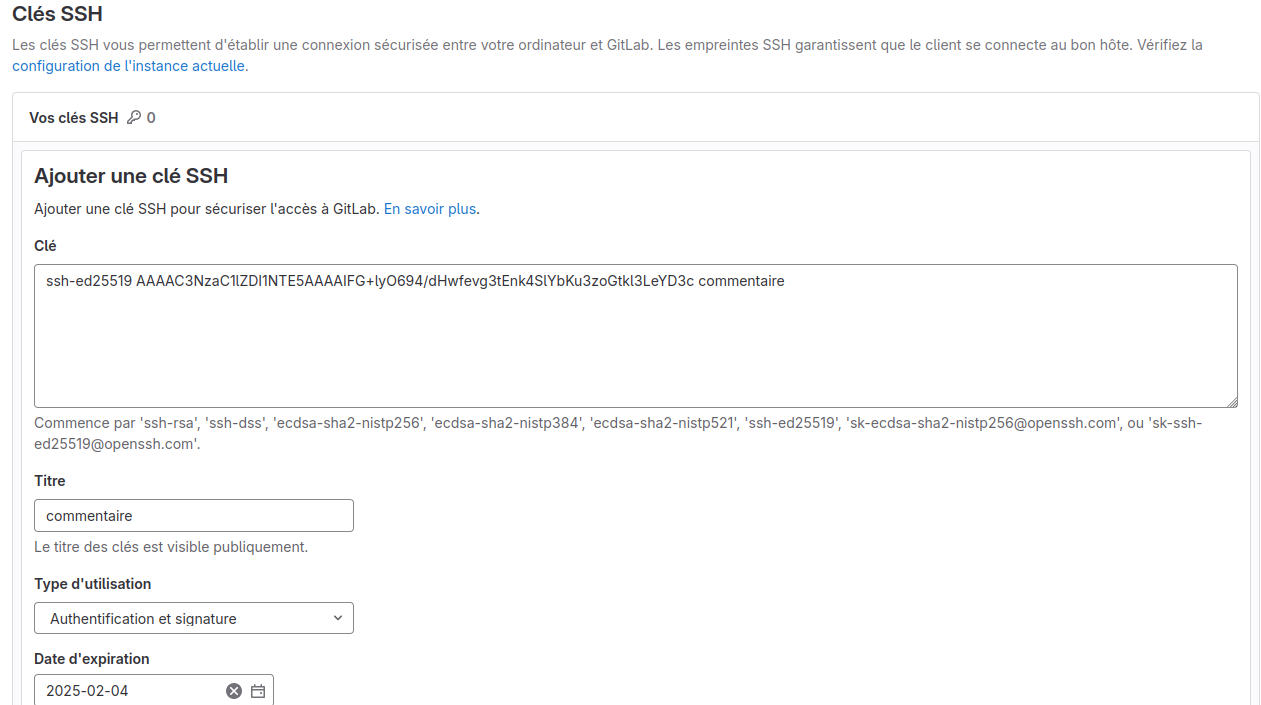 Clés SSH
Les clés SSH vous permettent d'établir une connexion sécurisée entre votre ordinateur et GitLab. Les empreintes SSH garantissent que le client se connecte au bon hôte. Vérifiez la
configuration de l'instance actuelle.
Vos clés SSH 0
Ajouter une clé SSH
Ajouter une clé SSH pour sécuriser l'accès à GitLab. En savoir plus.
Clé
ssh-ed25519 AAAAC3NzaC1lZDI1NTE5AAAAIFG+lyO694/dHwfevg3tEnk4SlYbKu3zoGtkl3LeYD3c commentaire
Commence par 'ssh-rsa', 'ssh-dss', 'ecdsa-sha2-nistp256', 'ecdsa-sha2-nistp384', 'ecdsa-sha2-nistp521', 'ssh-ed25519', 'sk-ecdsa-sha2-nistp256@openssh.com', ou 'sk-ssh-
ed25519@openssh.com'.
Titre
commentaire
Le titre des clés est visible publiquement.
Type d'utilisation
Authentification et signature
Date d'expiration
2025-02-04